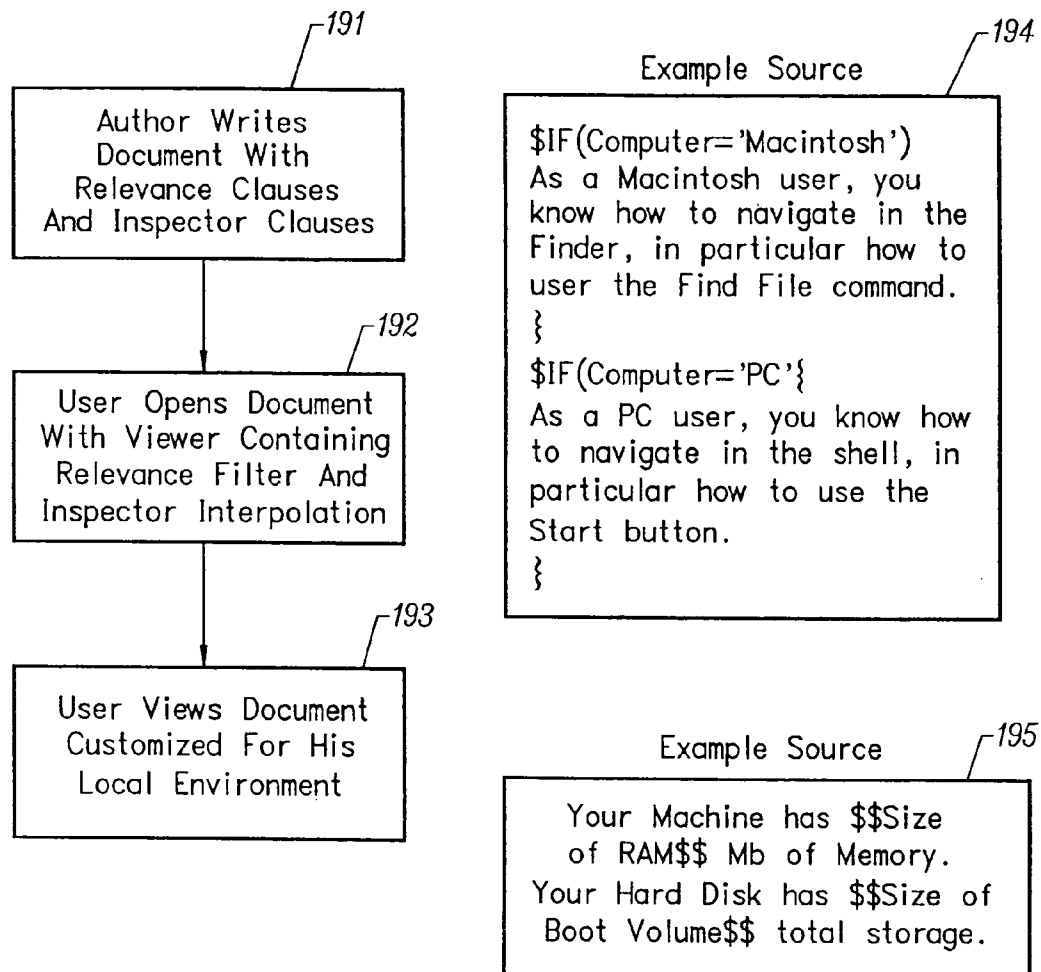 191
Author Writes
Document With
Relevance Clauses
And Inspector Clauses
192
User Opens Document
With Viewer Containing
Relevance Filter And
Inspector Interpolation
193
User Views Document
Customized For His
Local Environment
194
Example Source
$IF(Computer='Macintosh')
As a Macintosh user, you
know how to navigate in the
Finder, in particular how to
user the Find File command.
}
$IF(Computer='PC'{
As a PC user, you know how
to navigate in the shell, in
particular how to use the
Start button.
}
195
Example Source
Your Machine has $$Size
of RAM$$ Mb of Memory.
Your Hard Disk has $$Size of
Boot Volume$$ total storage.